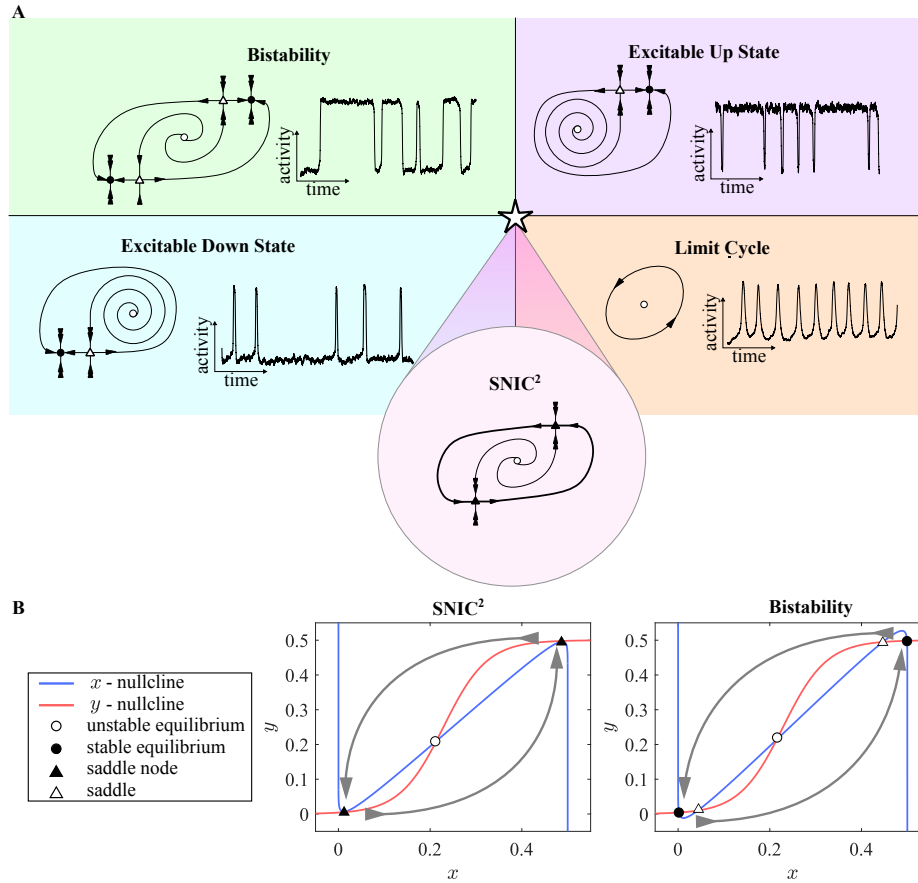 A
Bistability
activity
time
Excitable Up State
activity
time
Excitable Down State
activity
time
Limit Cycle
activity
time
SNIC²
B
x - nullcline
y - nullcline
unstable equilibrium
stable equilibrium
saddle node
saddle
SNIC²
0.5
0.4
0.3
0.2
0.1
0
y
0 0.2 0.4
x
Bistability
0.5
0.4
0.3
0.2
0.1
0
y
0 0.2 0.4
x